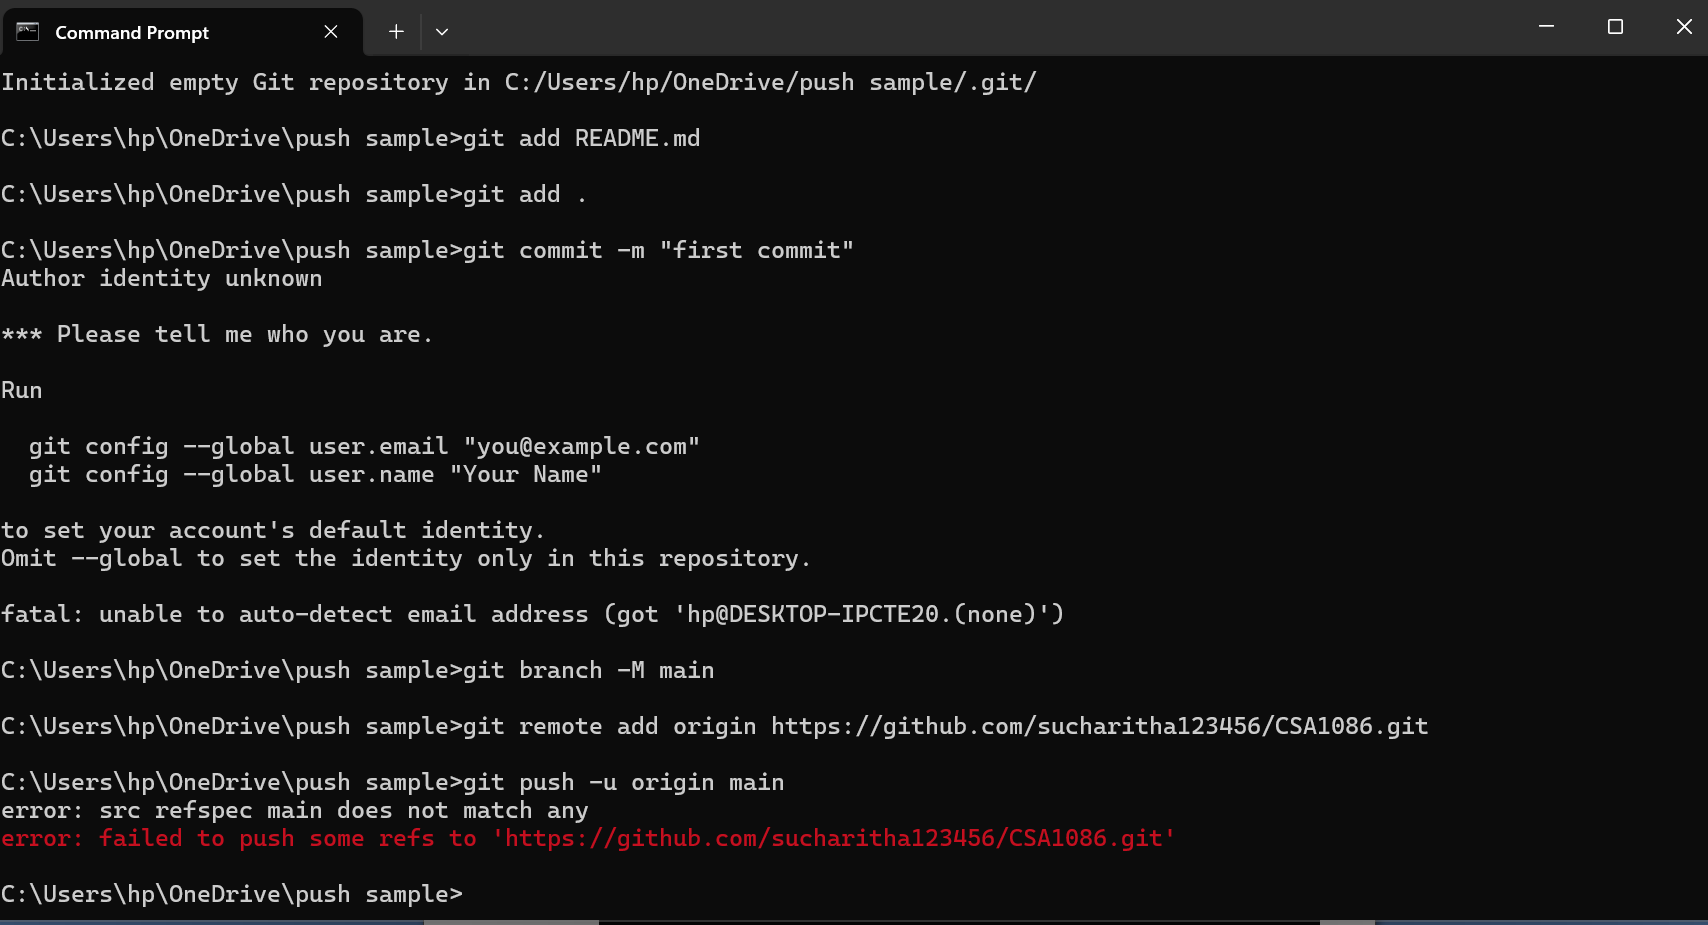 Command Prompt
Initialized empty Git repository in C:/Users/hp/OneDrive/push sample/.git/
C:\Users\hp\OneDrive\push sample>git add README.md
C:\Users\hp\OneDrive\push sample>git add .
C:\Users\hp\OneDrive\push sample>git commit -m "first commit"
Author identity unknown
*** Please tell me who you are.
Run
  git config --global user.email "you@example.com"
  git config --global user.name "Your Name"
to set your account's default identity.
Omit --global to set the identity only in this repository.
fatal: unable to auto-detect email address (got 'hp@DESKTOP-IPCTE20.(none)')
C:\Users\hp\OneDrive\push sample>git branch -M main
C:\Users\hp\OneDrive\push sample>git remote add origin https://github.com/sucharitha123456/CSA1086.git
C:\Users\hp\OneDrive\push sample>git push -u origin main
error: src refspec main does not match any
error: failed to push some refs to 'https://github.com/sucharitha123456/CSA1086.git'
C:\Users\hp\OneDrive\push sample>